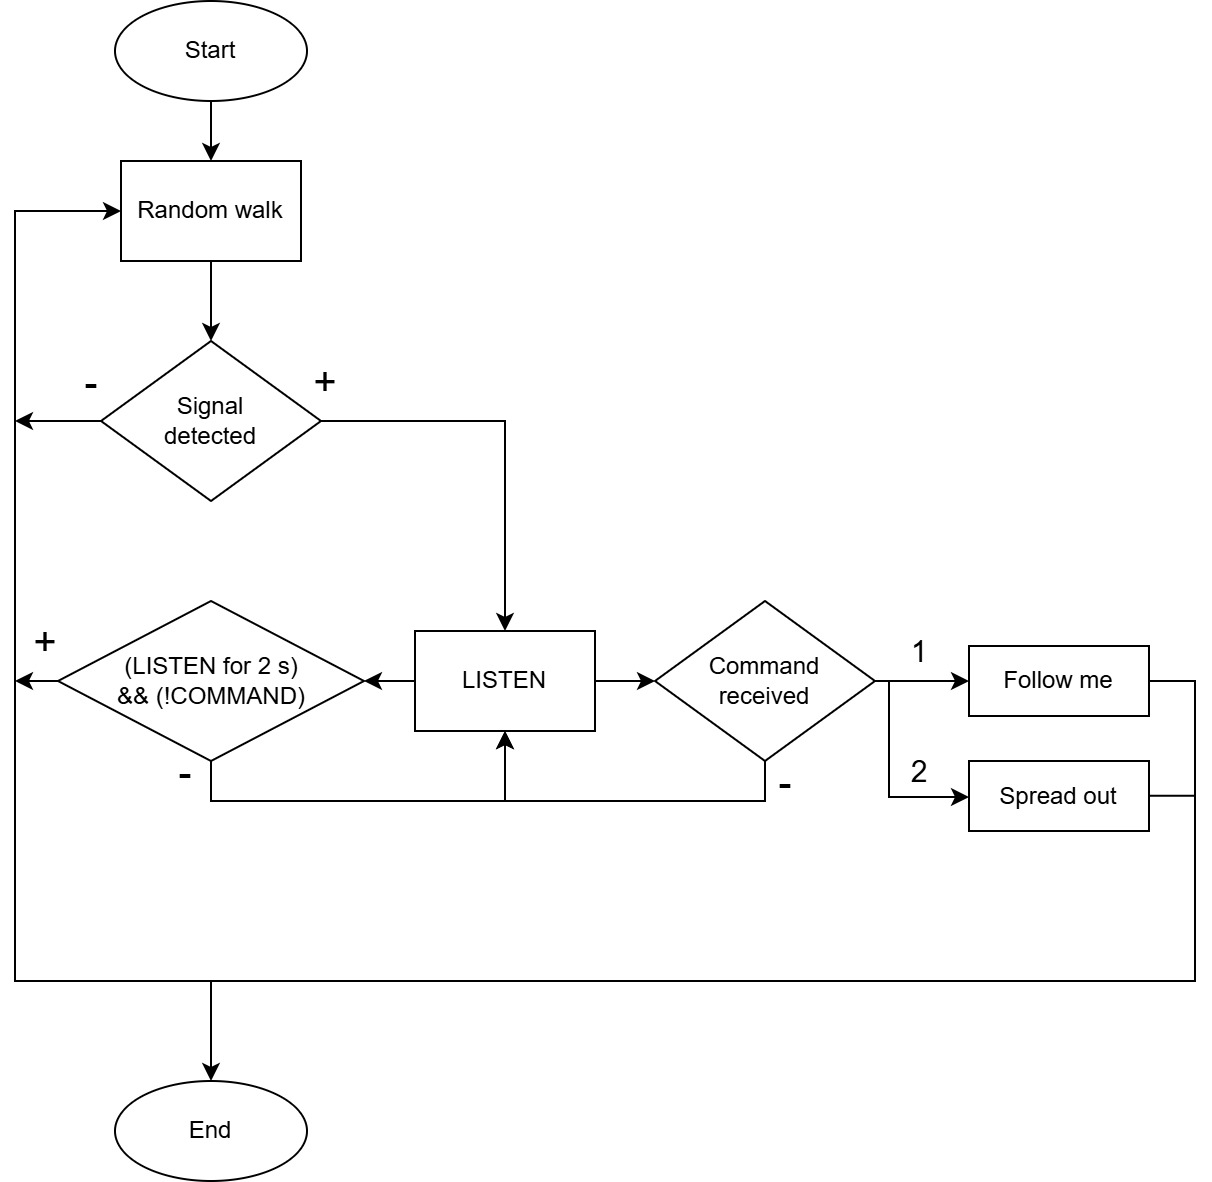 Start
Random walk
-
+
Signal
detected
+
(LISTEN for 2 s)
&& (!COMMAND)
-
LISTEN
Command
received
-
1
Follow me
2
Spread out
End